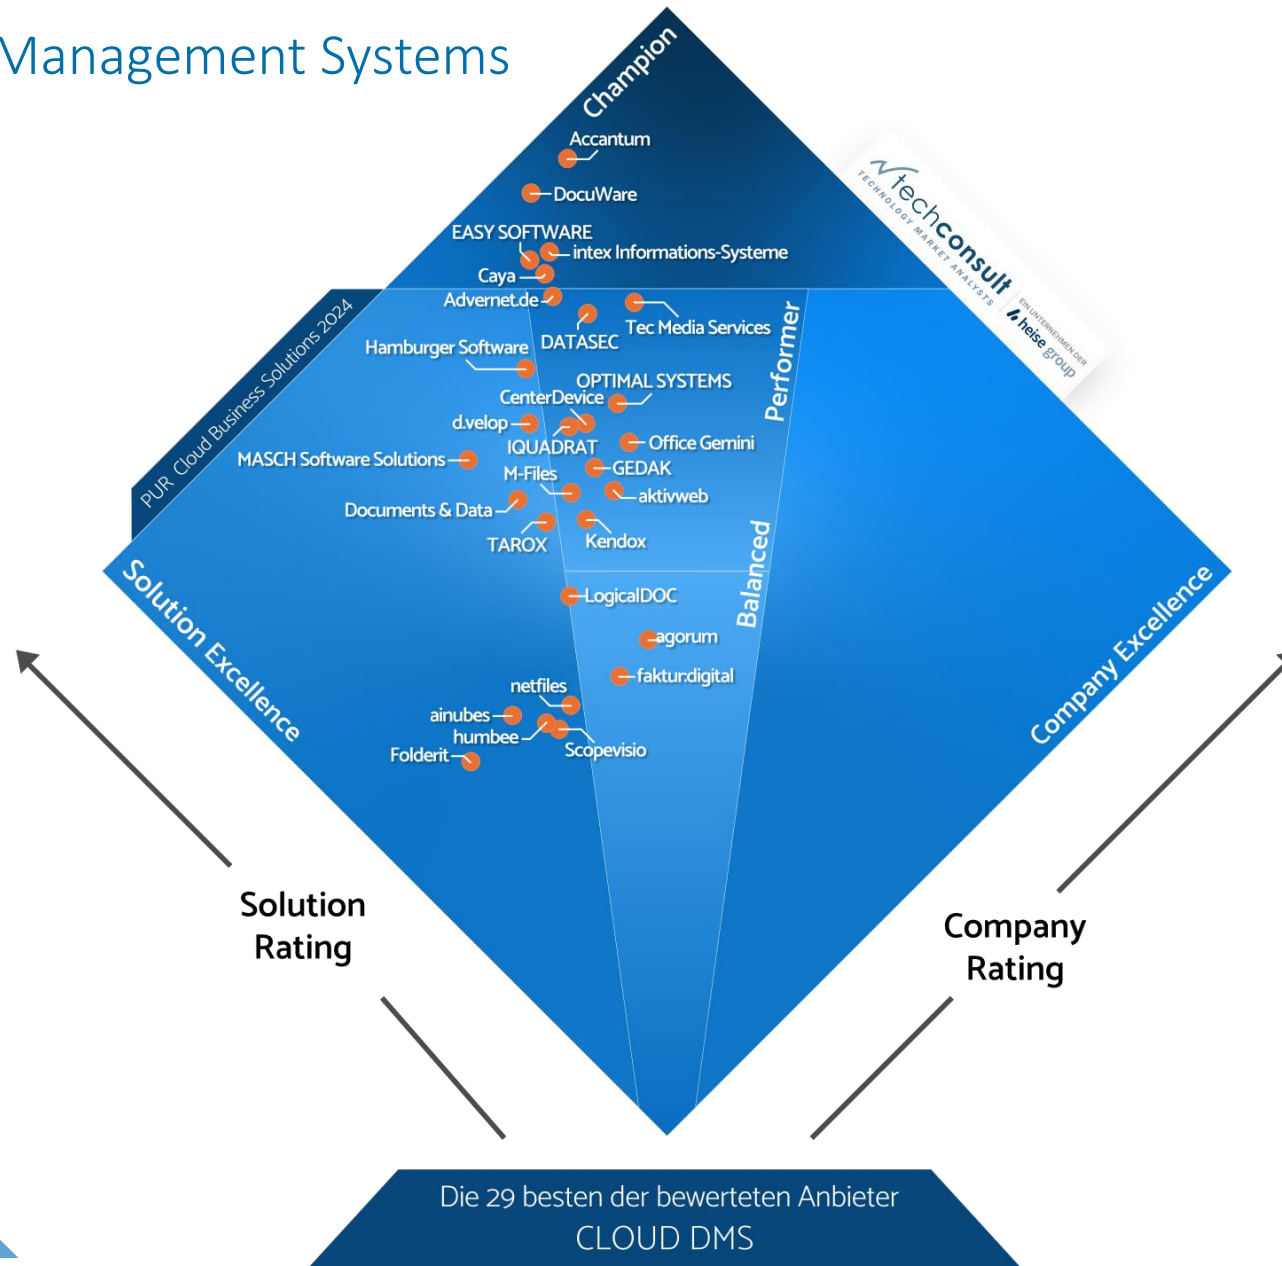 Management Systems
Champion
Accantum
DocuWare
EASY SOFTWARE
intex Informations-Systeme
Caya
Advernet.de
Tec Media Services
DATASEC
Hamburger Software
OPTIMAL SYSTEMS
CenterDevice
d.velop
IQUADRAT
Office Gemini
MASCH Software Solutions
GEDAK
M-Files
aktivweb
Documents & Data
TAROX
Kendox
Performer
Balanced
LogicalDOC
agorum
faktur:digital
netfiles
ainubes
humbee
Scopevisio
Folderit
PUR Cloud Business Solutions 2024
techconsult
TECHNOLOGY MARKET ANALYSTS
EIN UNTERNEHMEN DER
heise group
Solution Excellence
Company Excellence
Solution
Rating
Company
Rating
Die 29 besten der bewerteten Anbieter
CLOUD DMS